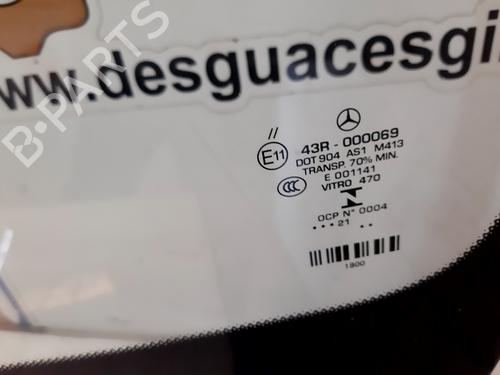 www.desguacesgi
B-PARTS
//
E11
43R - 000069
DOT 904 AS1 M413
TRANSP. 70% MIN.
E 001141
CCC
VITRO 470
OCP N° 0004
• • • 21 • •
1800